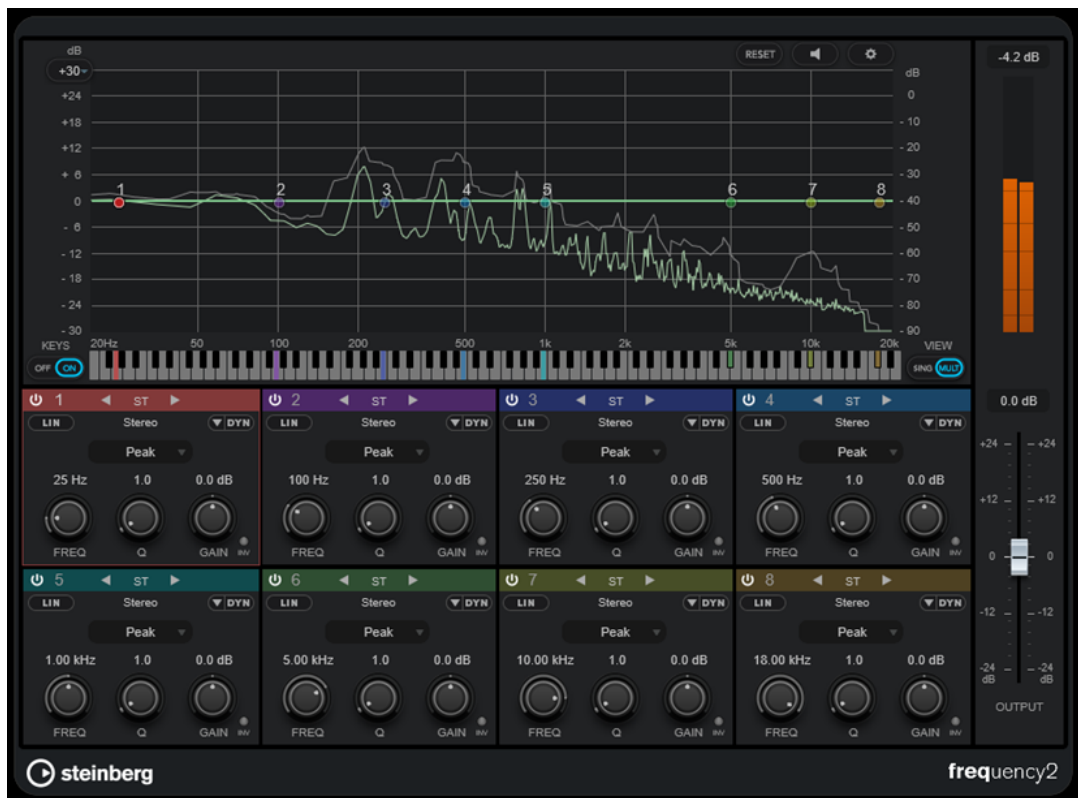 dB
RESET
+30
dB
+24
0
+18
- 10
+12
- 20
+ 6
- 30
1 2 3 4 5 6 7 8
0
- 40
- 6
- 50
- 12
- 60
- 18
- 70
- 24
- 80
- 30
- 90
KEYS
20Hz 50 100 200 500 1k 2k 5k 10k 20k
VIEW
OFF ON
SING MULT
-4.2 dB
1 ST
LIN Stereo DYN
Peak
25 Hz 1.0 0.0 dB
FREQ Q GAIN INV
2 ST
LIN Stereo DYN
Peak
100 Hz 1.0 0.0 dB
FREQ Q GAIN INV
3 ST
LIN Stereo DYN
Peak
250 Hz 1.0 0.0 dB
FREQ Q GAIN INV
4 ST
LIN Stereo DYN
Peak
500 Hz 1.0 0.0 dB
FREQ Q GAIN INV
5 ST
LIN Stereo DYN
Peak
1.00 kHz 1.0 0.0 dB
FREQ Q GAIN INV
6 ST
LIN Stereo DYN
Peak
5.00 kHz 1.0 0.0 dB
FREQ Q GAIN INV
7 ST
LIN Stereo DYN
Peak
10.00 kHz 1.0 0.0 dB
FREQ Q GAIN INV
8 ST
LIN Stereo DYN
Peak
18.00 kHz 1.0 0.0 dB
FREQ Q GAIN INV
0.0 dB
+24 +24
+12 +12
0 0
-12 -12
-24 -24
dB dB
OUTPUT
steinberg
frequency2